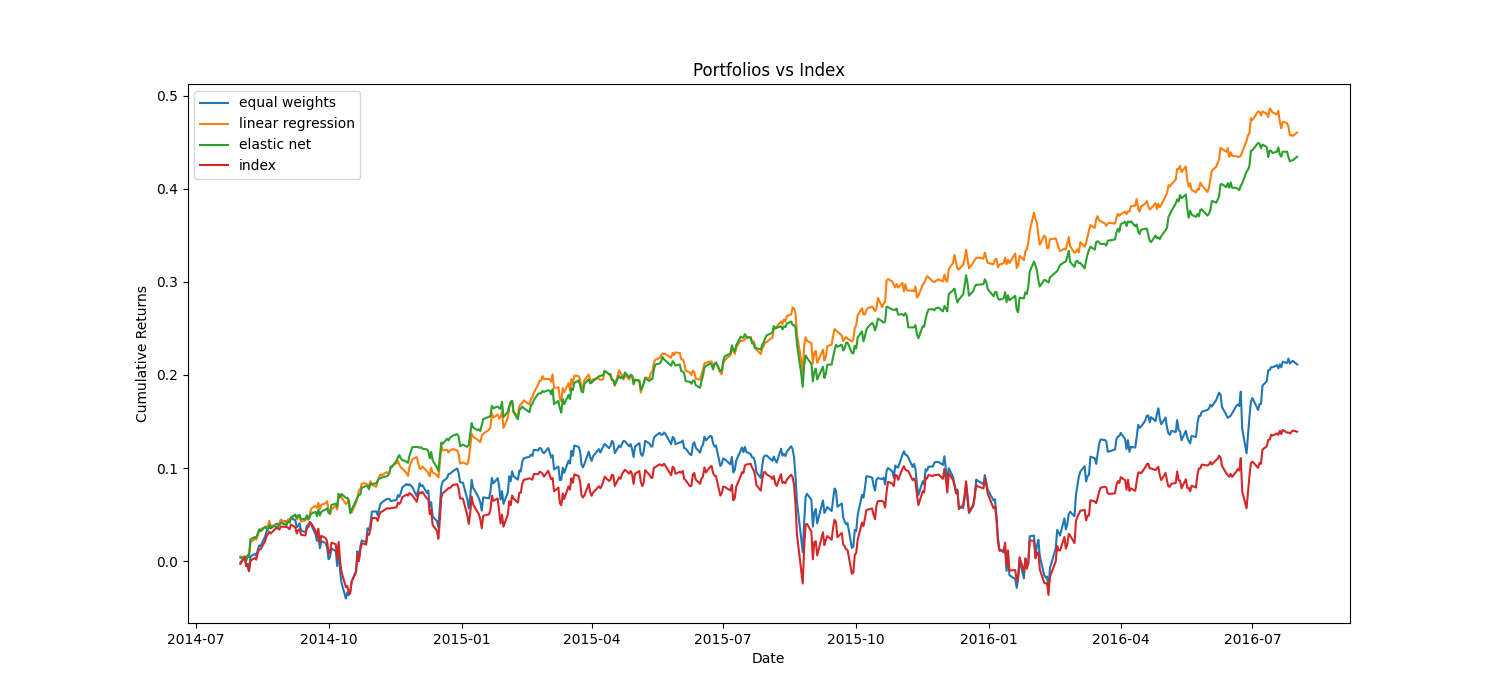 Portfolios vs Index
equal weights
linear regression
elastic net
index
Cumulative Returns
0.5
0.4
0.3
0.2
0.1
0.0
2014-07 2014-10 2015-01 2015-04 2015-07 2015-10 2016-01 2016-04 2016-07
Date